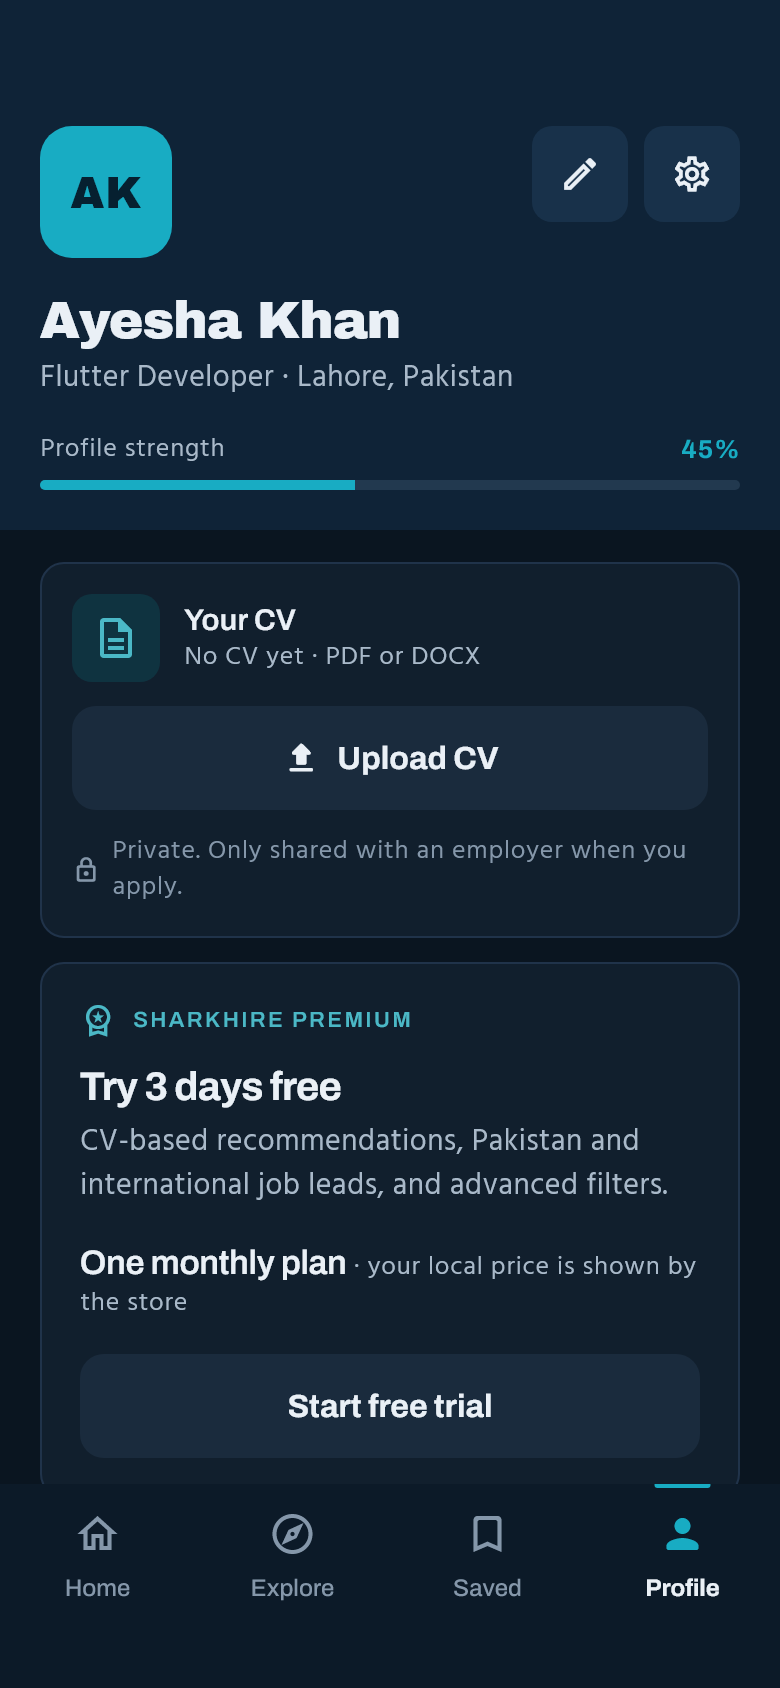 AK
Ayesha Khan
Flutter Developer · Lahore, Pakistan
Profile strength
45%
Your CV
No CV yet · PDF or DOCX
Upload CV
Private. Only shared with an employer when you
apply.
SHARKHIRE PREMIUM
Try 3 days free
CV-based recommendations, Pakistan and
international job leads, and advanced filters.
One monthly plan · your local price is shown by
the store
Start free trial
Home
Explore
Saved
Profile